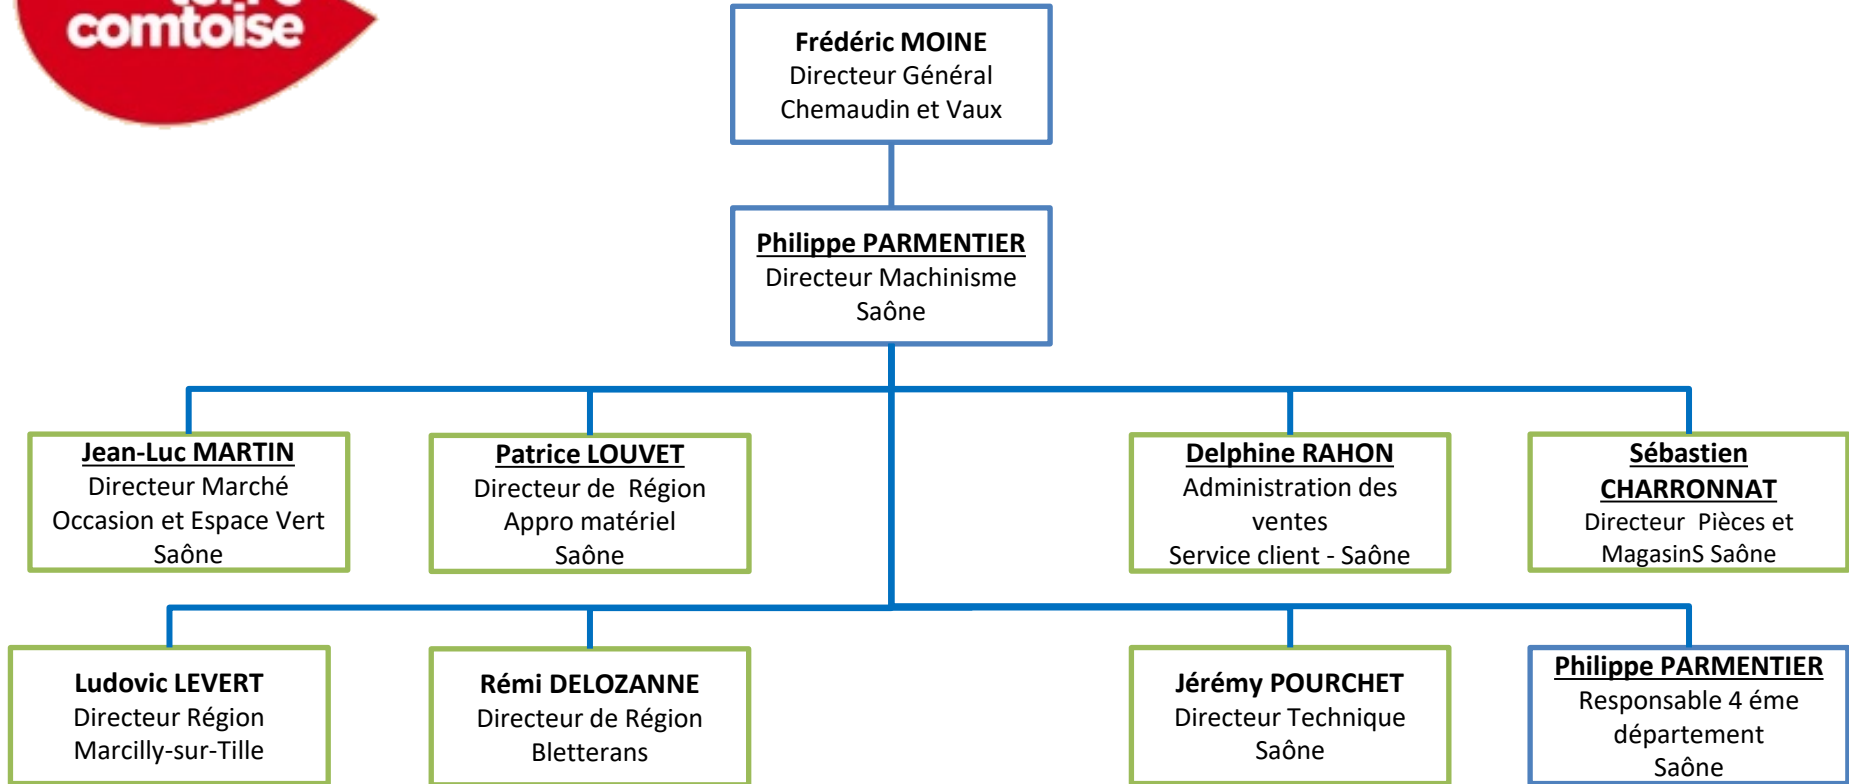 comtoise
Frédéric MOINE
Directeur Général
Chemaudin et Vaux
Philippe PARMENTIER
Directeur Machinisme
Saône
Jean-Luc MARTIN
Directeur Marché
Occasion et Espace Vert
Saône
Patrice LOUVET
Directeur de Région
Appro matériel
Saône
Delphine RAHON
Administration des
ventes
Service client - Saône
Sébastien
CHARRONNAT
Directeur Pièces et
MagasinS Saône
Ludovic LEVERT
Directeur Région
Marcilly-sur-Tille
Rémi DELOZANNE
Directeur de Région
Bletterans
Jérémy POURCHET
Directeur Technique
Saône
Philippe PARMENTIER
Responsable 4 éme
département
Saône